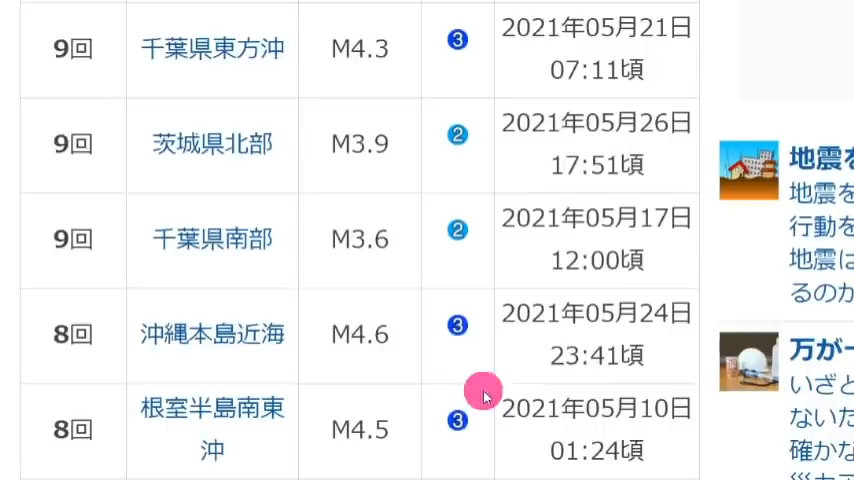 9回 千葉県東方沖 M4.3 3 2021年05月21日
07:11頃
9回 茨城県北部 M3.9 2 2021年05月26日
17:51頃
9回 千葉県南部 M3.6 2 2021年05月17日
12:00頃
8回 沖縄本島近海 M4.6 3 2021年05月24日
23:41頃
8回 根室半島南東沖 M4.5 3 2021年05月10日
01:24頃
地震を
地震を
行動を
地震は
るのか
万が一
いざと
ないた
確かな